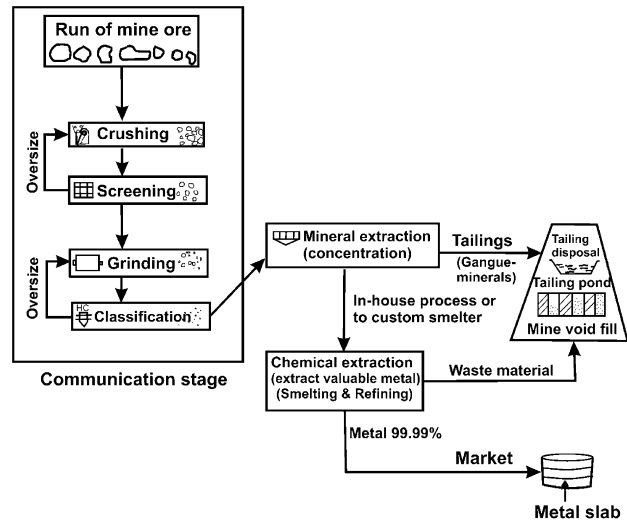 Run of mine ore
Crushing
Oversize
Screening
Grinding
Oversize
HC
Classification
Communication stage
Mineral extraction
(concentration)
Tailings
(Gangue-
minerals)
Tailing
disposal
Tailing pond
Mine void fill
In-house process or
to custom smelter
Chemical extraction
(extract valuable metal)
(Smelting & Refining)
Waste material
Metal 99.99%
Market
Metal slab